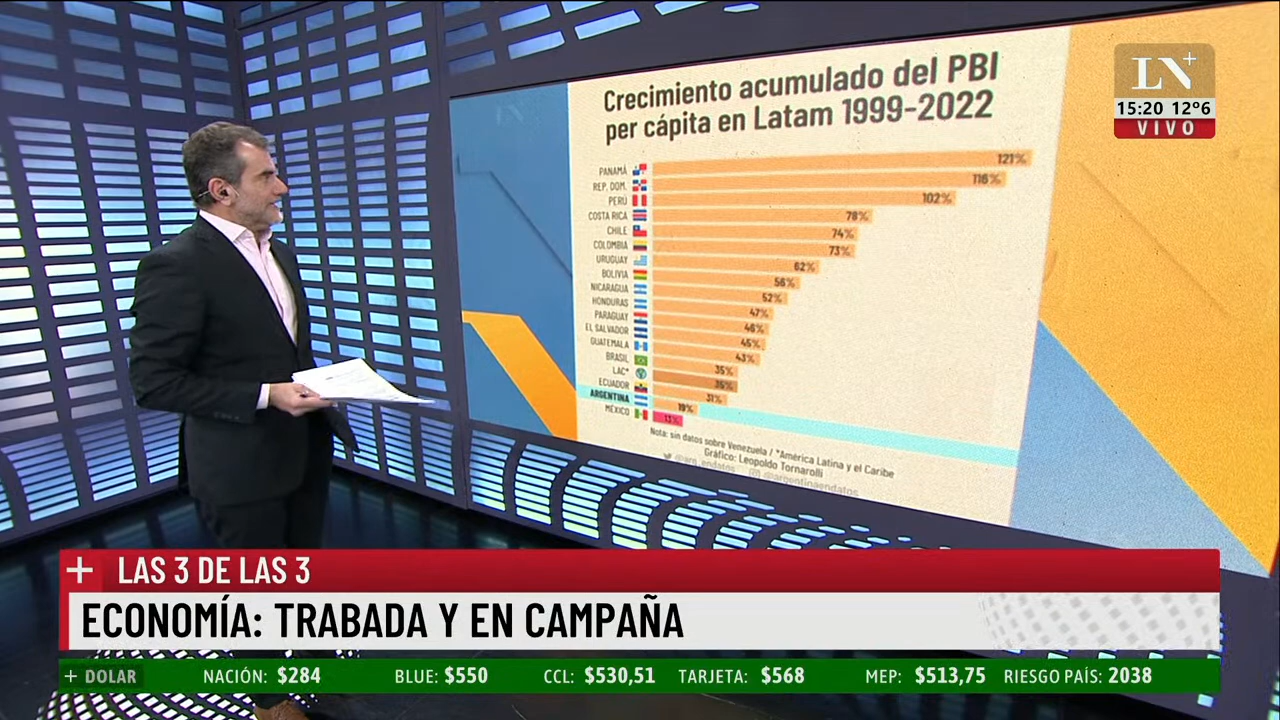 LN+
15:20 12°6
VIVO
Crecimiento acumulado del PBI
per cápita en Latam 1999-2022
PANAMÁ 121%
REP. DOM. 116%
PERÚ 102%
COSTA RICA 78%
CHILE 74%
COLOMBIA 73%
URUGUAY 62%
BOLIVIA 56%
NICARAGUA 52%
HONDURAS 47%
PARAGUAY 46%
EL SALVADOR 45%
GUATEMALA 43%
BRASIL 35%
LAC* 35%
ECUADOR 31%
ARGENTINA 19%
MÉXICO 13%
Nota: sin datos sobre Venezuela / *América Latina y el Caribe
Gráfico: Leopoldo Tornarolli
@arg_endatos @argentinaendatos
+ LAS 3 DE LAS 3
ECONOMÍA: TRABADA Y EN CAMPAÑA
+ DOLAR NACIÓN: $284 BLUE: $550 CCL: $530,51 TARJETA: $568 MEP: $513,75 RIESGO PAÍS: 2038